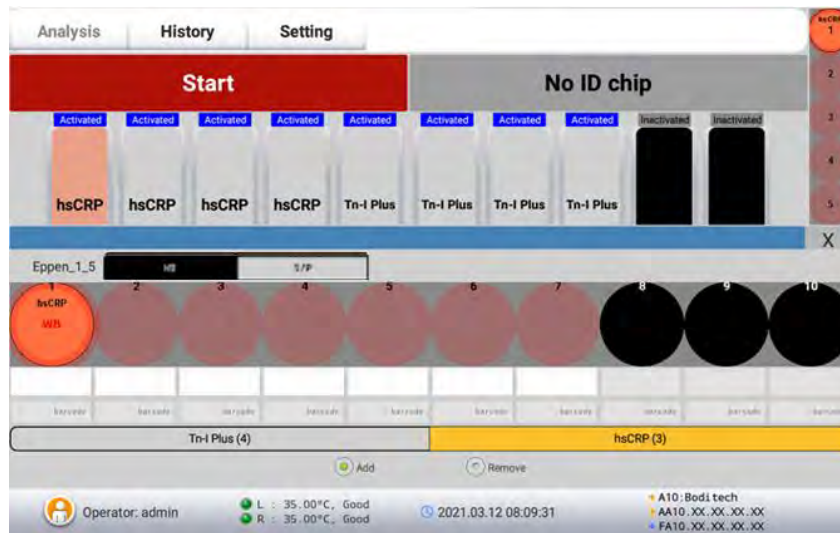 Analysis History Setting
hsCRP
1
Start No ID chip
2
Activated Activated Activated Activated Activated Activated Activated Activated Inactivated Inactivated
3
4
hsCRP hsCRP hsCRP hsCRP Tn-I Plus Tn-I Plus Tn-I Plus Tn-I Plus
5
X
Eppen_1_5 WB S/P
1 2 3 4 5 6 7 8 9 10
hsCRP
WB
barcode barcode barcode barcode barcode barcode barcode barcode barcode barcode
Tn-I Plus (4) hsCRP (3)
Add Remove
Operator: admin
L : 35.00°C, Good
R : 35.00°C, Good
2021.03.12 08:09:31
A10:Boditech
AA10.XX.XX.XX.XX
FA10.XX.XX.XX.XX